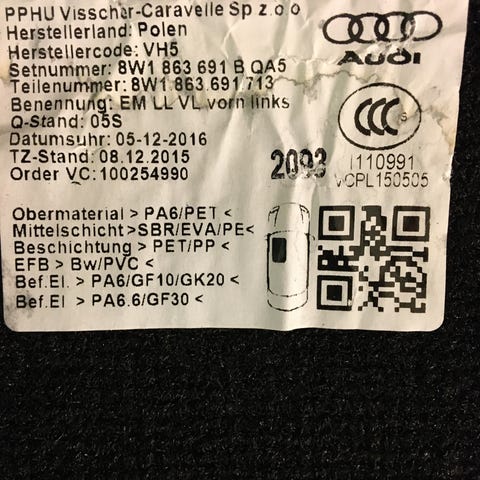 PPHU Visscher-Caravelle Sp z.o o
Herstellerland: Polen
Herstellercode: VH5
Setnummer: 8W1 863 691 B QA5
Teilenummer: 8W1.863.691.713
Benennung: EM LL VL vorn links
Q-Stand: 05S
Datumsuhr: 05-12-2016
TZ-Stand: 08.12.2015
Order VC: 100254990
AUDI
CCC S
2093
I110991
VCPL150505
Obermaterial > PA6/PET <
Mittelschicht >SBR/EVA/PE<
Beschichtung > PET/PP <
EFB > Bw/PVC <
Bef.El. > PA6/GF10/GK20 <
Bef.El > PA6.6/GF30 <